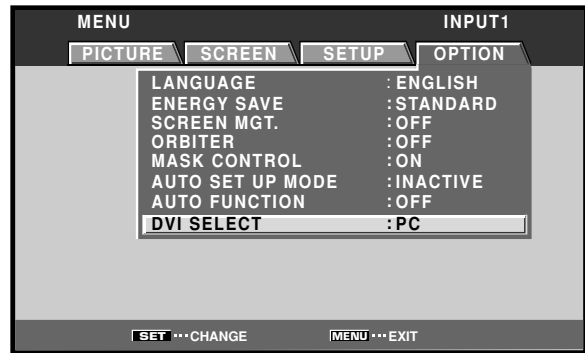 MENU INPUT1
PICTURE SCREEN SETUP OPTION
LANGUAGE : ENGLISH
ENERGY SAVE : STANDARD
SCREEN MGT. : OFF
ORBITER : OFF
MASK CONTROL : ON
AUTO SET UP MODE : INACTIVE
AUTO FUNCTION : OFF
DVI SELECT : PC
SET ··· CHANGE MENU ··· EXIT